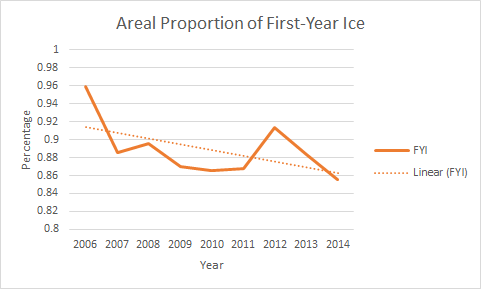 Areal Proportion of First-Year Ice
1
0.98
0.96
0.94
0.92
0.9
0.88
0.86
0.84
0.82
0.8
Percentage
2006 2007 2008 2009 2010 2011 2012 2013 2014
Year
FYI
Linear (FYI)